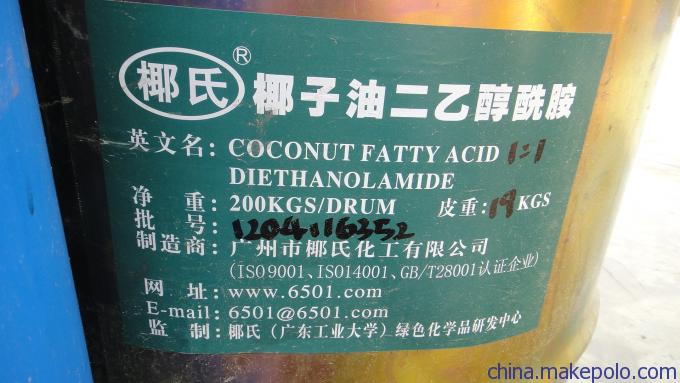 椰氏® 椰子油二乙醇酰胺
英文名: COCONUT FATTY ACID 1:1
DIETHANOLAMIDE
净 重: 200KGS/DRUM 皮重: 19KGS
批 号: 1204116352
制造商: 广州市椰氏化工有限公司
(ISO9001、ISO14001、GB/T28001认证企业)
网 址: www.6501.com
E-mail: 6501@6501.com
监 制: 椰氏(广东工业大学)绿色化学品研发中心
china.makepolo.com